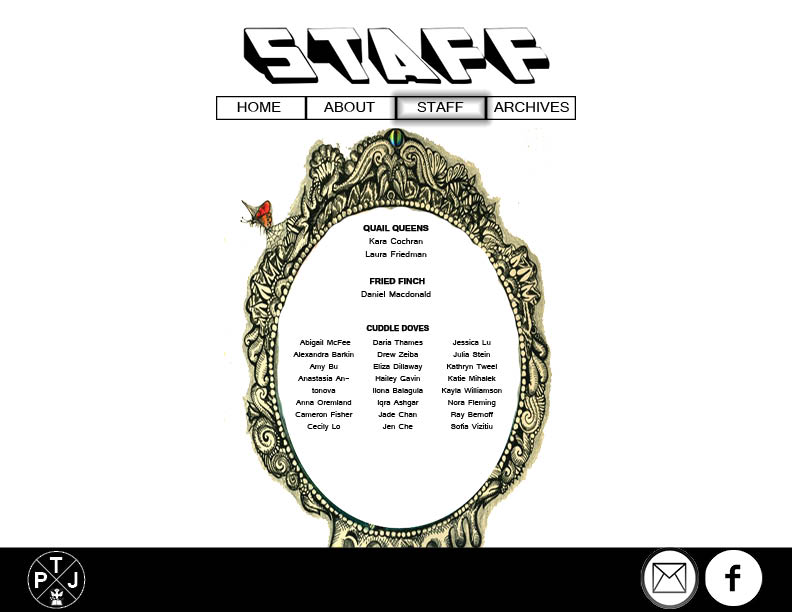 STAFF
HOME ABOUT STAFF ARCHIVES
QUAIL QUEENS
Kara Cochran
Laura Friedman
FRIED FINCH
Daniel Macdonald
CUDDLE DOVES
Abigail McFee Daria Thames Jessica Lu
Alexandra Barkin Drew Zeiba Julia Stein
Amy Bu Eliza Dillaway Kathryn Tweel
Anastasia An- Hailey Gavin Katie Mihalek
tonova Ilona Balagula Kayla Williamson
Anna Oremland Iqra Ashgar Nora Fleming
Cameron Fisher Jade Chan Ray Bernoff
Cecily Lo Jen Che Sofia Vizitiu
T
P J
f